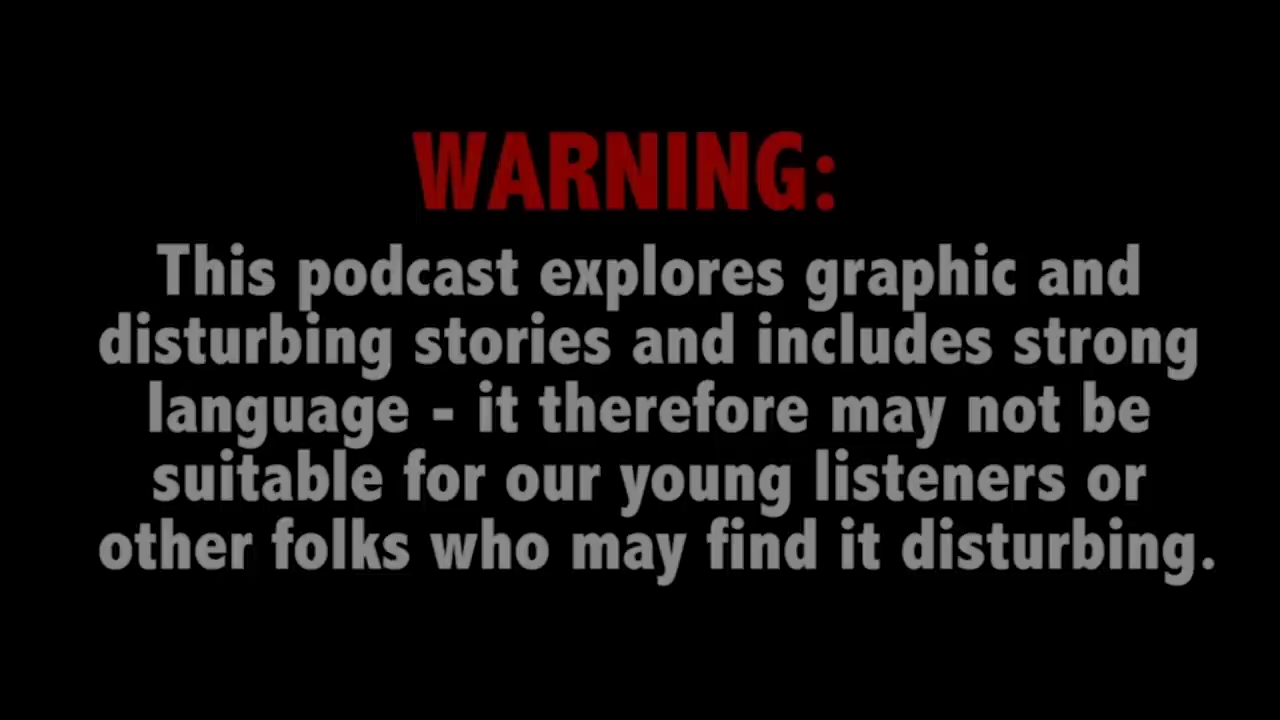 WARNING:
This podcast explores graphic and
disturbing stories and includes strong
language - it therefore may not be
suitable for our young listeners or
other folks who may find it disturbing.